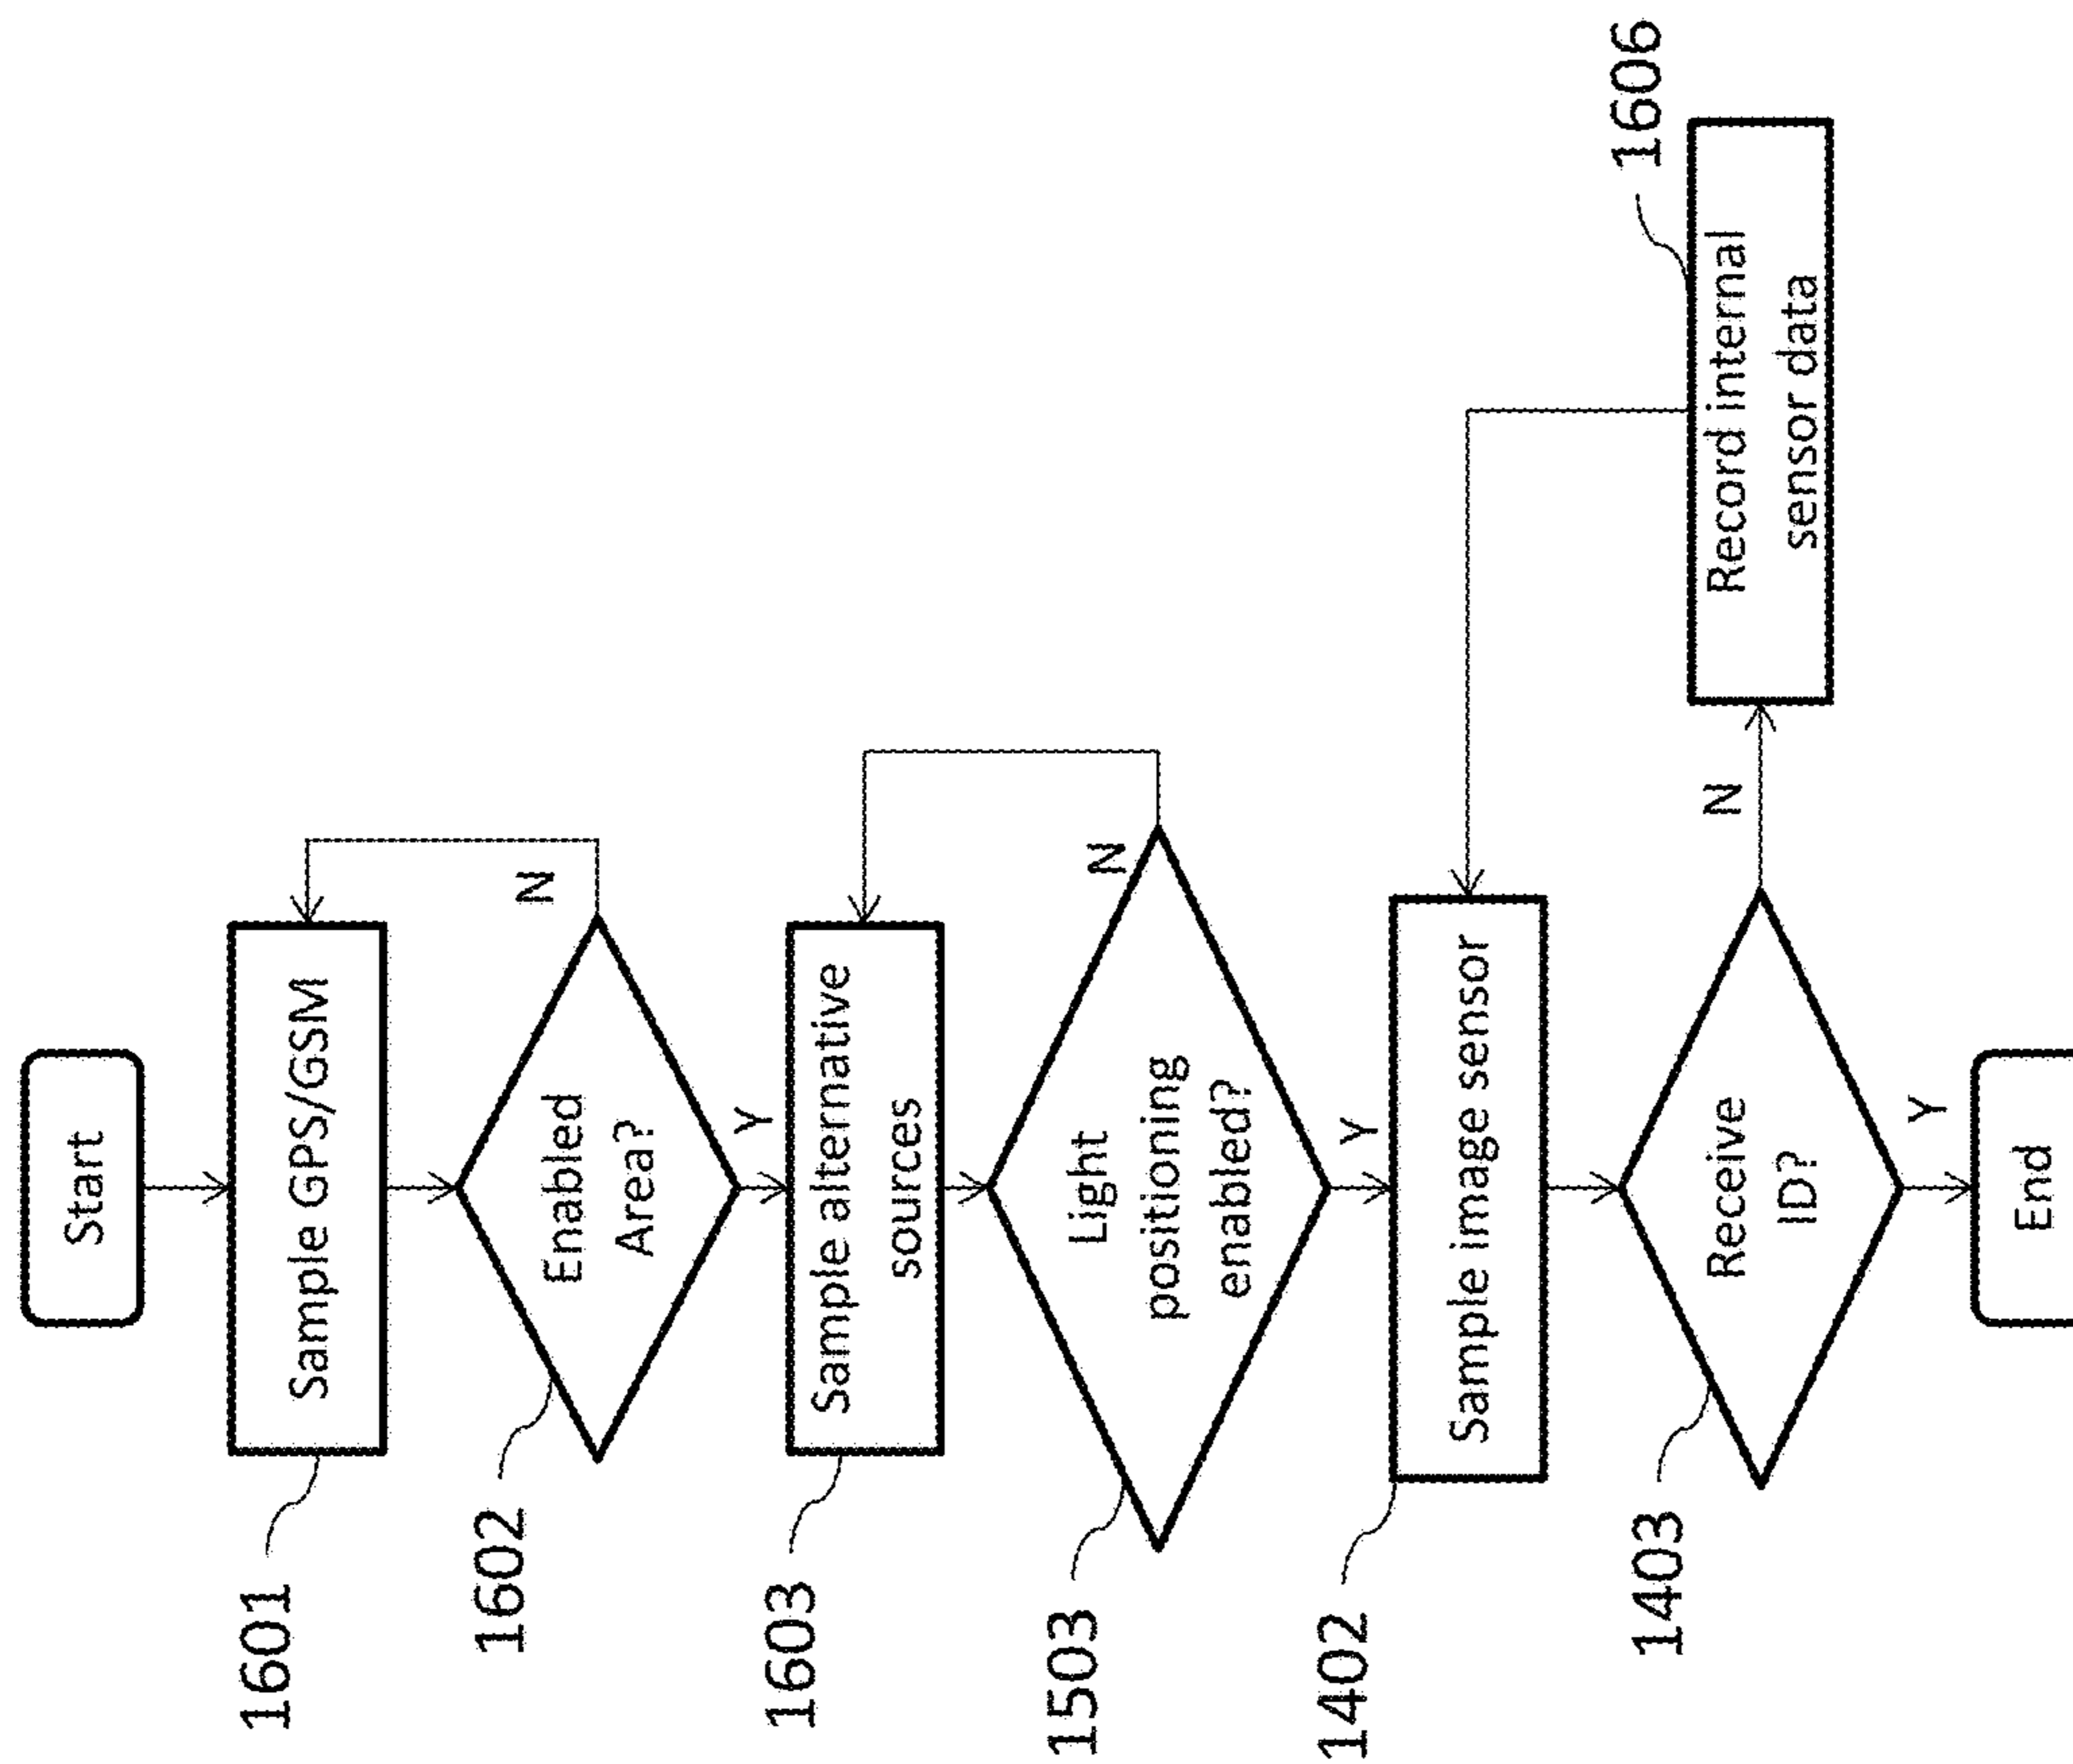 Start
1601
Sample GPS/GSM
1602
Enabled
Area?
N
Y
1603
Sample alternative
sources
1503
Light
positioning
enabled?
N
Y
1402
Sample image sensor
1403
Receive
ID?
N
1606
Record internal
sensor data
Y
End